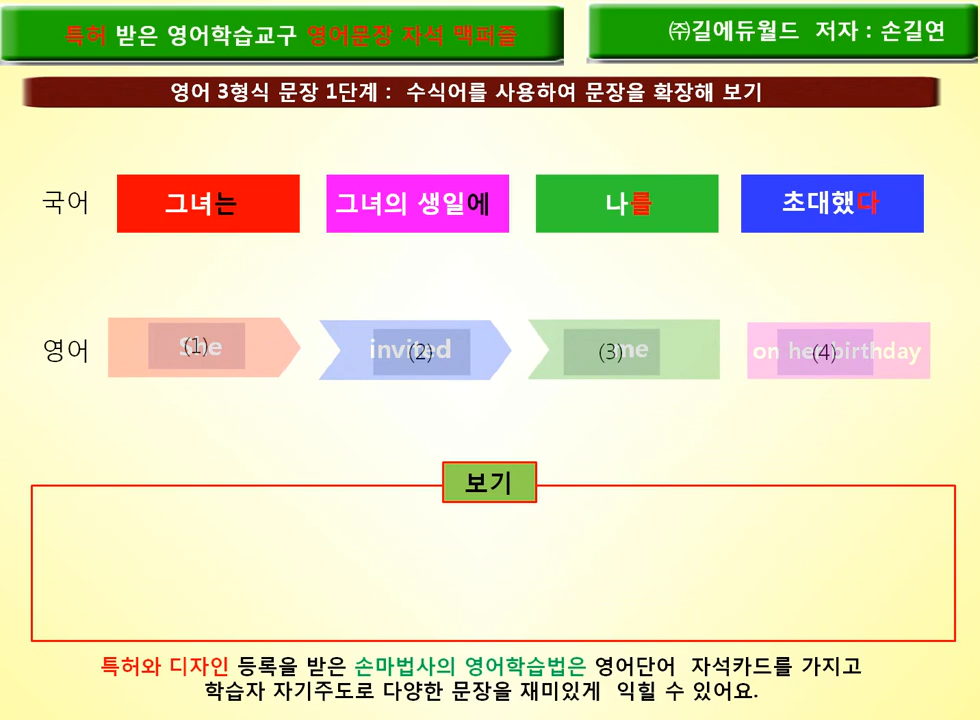 특허 받은 영어학습교구 영어문장 자석 맥퍼즐
㈜길에듀월드 저자 : 손길연
영어 3형식 문장 1단계 : 수식어를 사용하여 문장을 확장해 보기
국어 그녀는 그녀의 생일에 나를 초대했다
영어 She (1) invited (2) me (3) on her birthday (4)
보기
특허와 디자인 등록을 받은 손마법사의 영어학습법은 영어단어 자석카드를 가지고
학습자 자기주도로 다양한 문장을 재미있게 익힐 수 있어요.